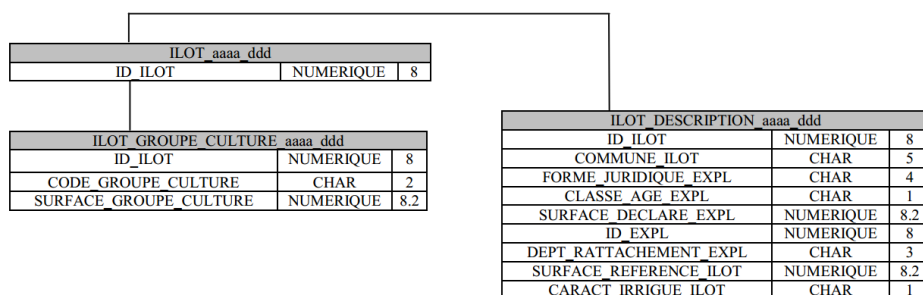 ILOT_aaaa_ddd
ID_ILOT NUMERIQUE 8
ILOT_GROUPE_CULTURE_aaaa_ddd
ID_ILOT NUMERIQUE 8
CODE_GROUPE_CULTURE CHAR 2
SURFACE_GROUPE_CULTURE NUMERIQUE 8.2
ILOT_DESCRIPTION_aaaa_ddd
ID_ILOT NUMERIQUE 8
COMMUNE_ILOT CHAR 5
FORME_JURIDIQUE_EXPL CHAR 4
CLASSE_AGE_EXPL CHAR 1
SURFACE_DECLARE_EXPL NUMERIQUE 8.2
ID_EXPL NUMERIQUE 8
DEPT_RATTACHEMENT_EXPL CHAR 3
SURFACE_REFERENCE_ILOT NUMERIQUE 8.2
CARACT_IRRIGUE_ILOT CHAR 1